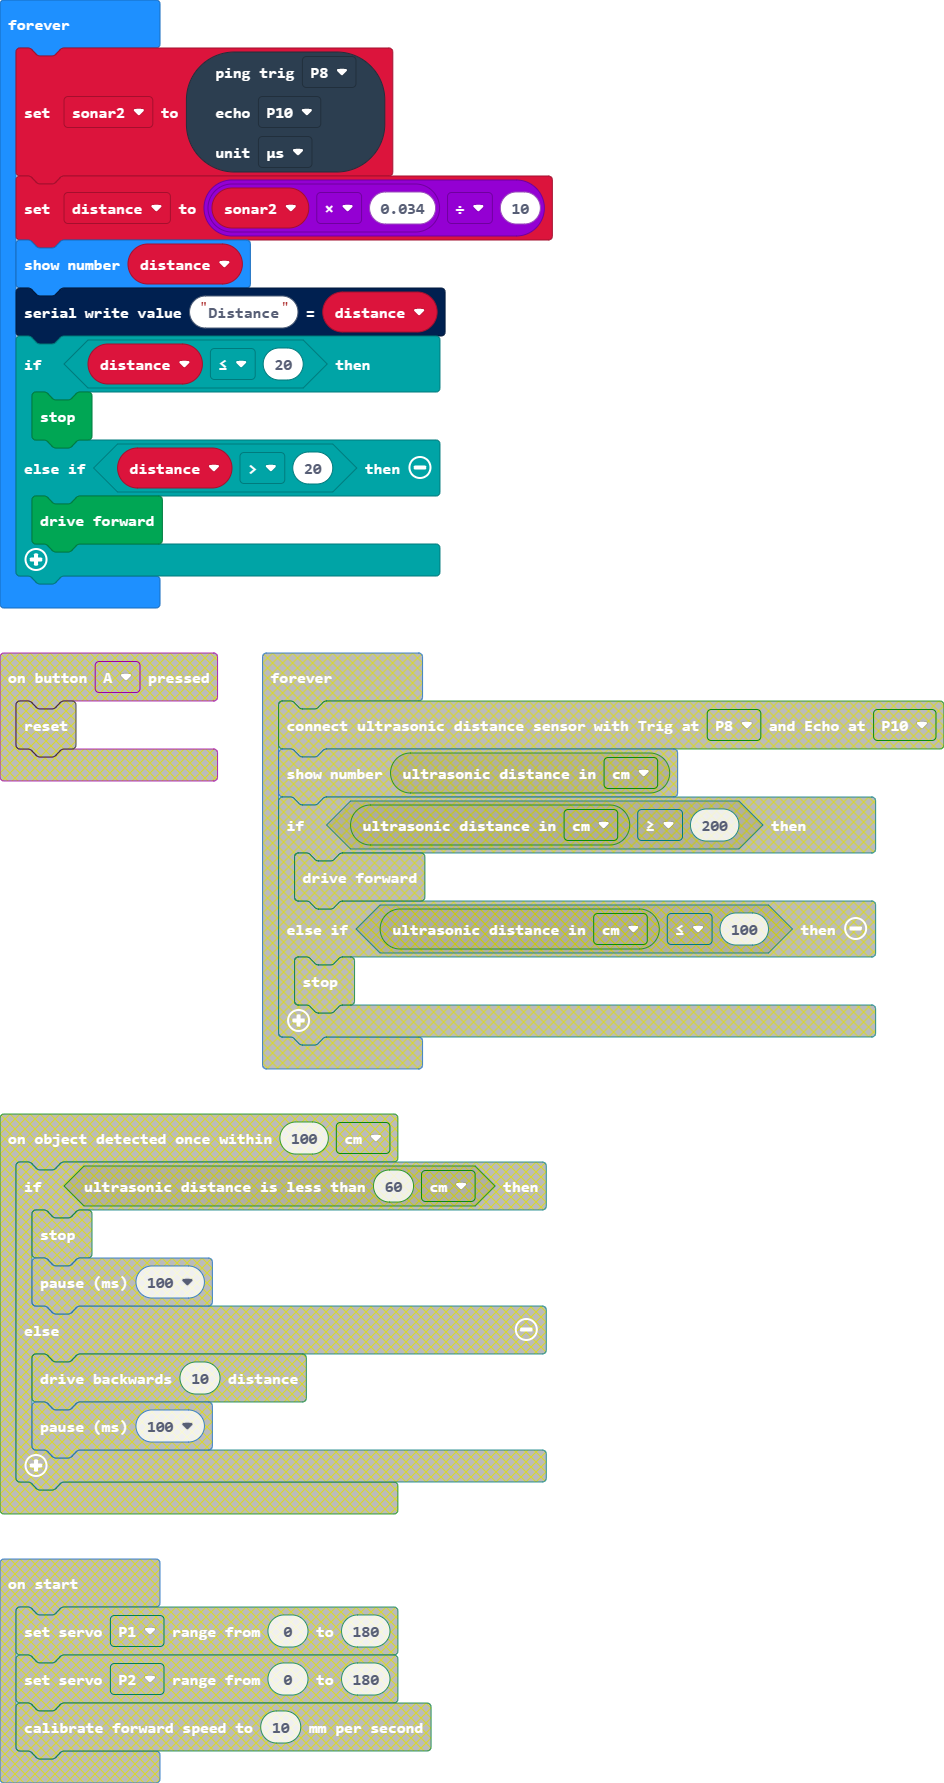 forever
set sonar2 to
ping trig P8
echo P10
unit µs
set distance to sonar2 × 0.034 ÷ 10
show number distance
serial write value "Distance" = distance
if distance ≤ 20 then
stop
else if distance > 20 then
drive forward
on button A pressed
reset
forever
connect ultrasonic distance sensor with Trig at P8 and Echo at P10
show number ultrasonic distance in cm
if ultrasonic distance in cm ≥ 200 then
drive forward
else if ultrasonic distance in cm ≤ 100 then
stop
on object detected once within 100 cm
if ultrasonic distance is less than 60 cm then
stop
pause (ms) 100
else
drive backwards 10 distance
pause (ms) 100
on start
set servo P1 range from 0 to 180
set servo P2 range from 0 to 180
calibrate forward speed to 10 mm per second